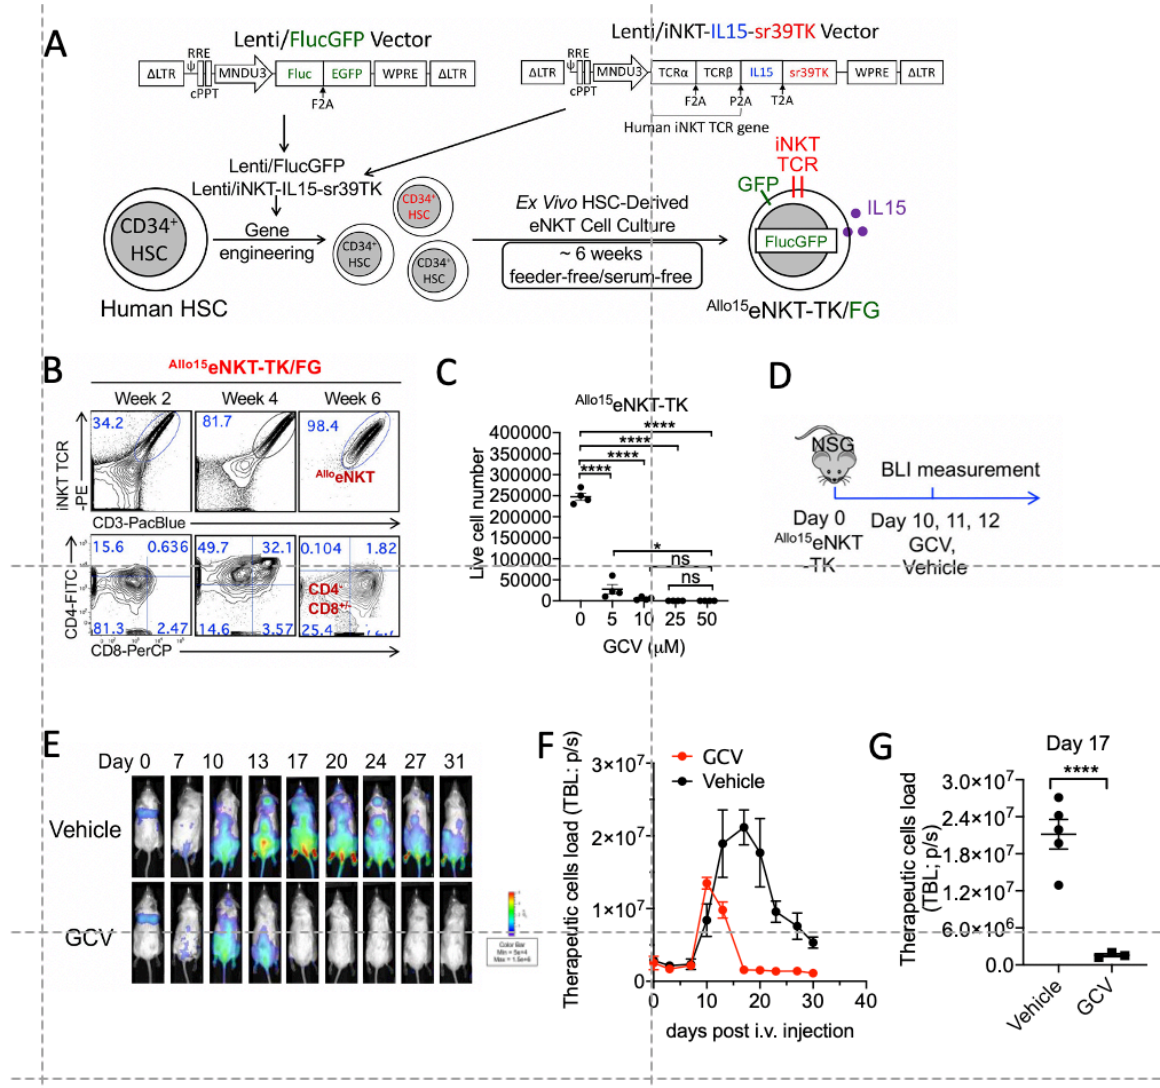 A
Lenti/FlucGFP Vector
ΔLTR
RRE
ψ
cPPT
MNDU3
Fluc
EGFP
WPRE
ΔLTR
F2A
Lenti/iNKT-IL15-sr39TK Vector
ΔLTR
RRE
ψ
cPPT
MNDU3
TCRα
TCRβ
IL15
sr39TK
WPRE
ΔLTR
F2A
P2A
T2A
Human iNKT TCR gene
Lenti/FlucGFP
Lenti/iNKT-IL15-sr39TK
CD34+
HSC
Human HSC
Gene
engineering
CD34+
HSC
CD34+
HSC
CD34+
HSC
Ex Vivo HSC-Derived
eNKT Cell Culture
~ 6 weeks
feeder-free/serum-free
iNKT
TCR
GFP
IL15
FlucGFP
Allo15eNKT-TK/FG
B
Allo15eNKT-TK/FG
Week 2
Week 4
Week 6
34.2
81.7
98.4
AlloeNKT
iNKT TCR
-PE
CD3-PacBlue
15.6
0.636
49.7
32.1
0.104
1.82
CD4-
CD8+/-
81.3
2.47
14.6
3.57
25.4
CD4-FITC
CD8-PerCP
C
Allo15eNKT-TK
****
****
****
****
*
ns
ns
Live cell number
400000
350000
300000
250000
200000
150000
100000
50000
0
0
5
10
25
50
GCV (μM)
D
NSG
BLI measurement
Day 0
Allo15eNKT
-TK
Day 10, 11, 12
GCV,
Vehicle
E
Day 0 7 10 13 17 20 24 27 31
Vehicle
GCV
Color Bar
Min = 5e+4
Max = 1.5e+6
F
GCV
Vehicle
Therapeutic cells load (TBL: p/s)
3×10⁷
2×10⁷
1×10⁷
0
0
10
20
30
40
days post i.v. injection
G
Day 17
****
Therapeutic cells load
(TBL; p/s)
3.0×10⁷
2.4×10⁷
1.8×10⁷
1.2×10⁷
6.0×10⁶
0.0
Vehicle
GCV